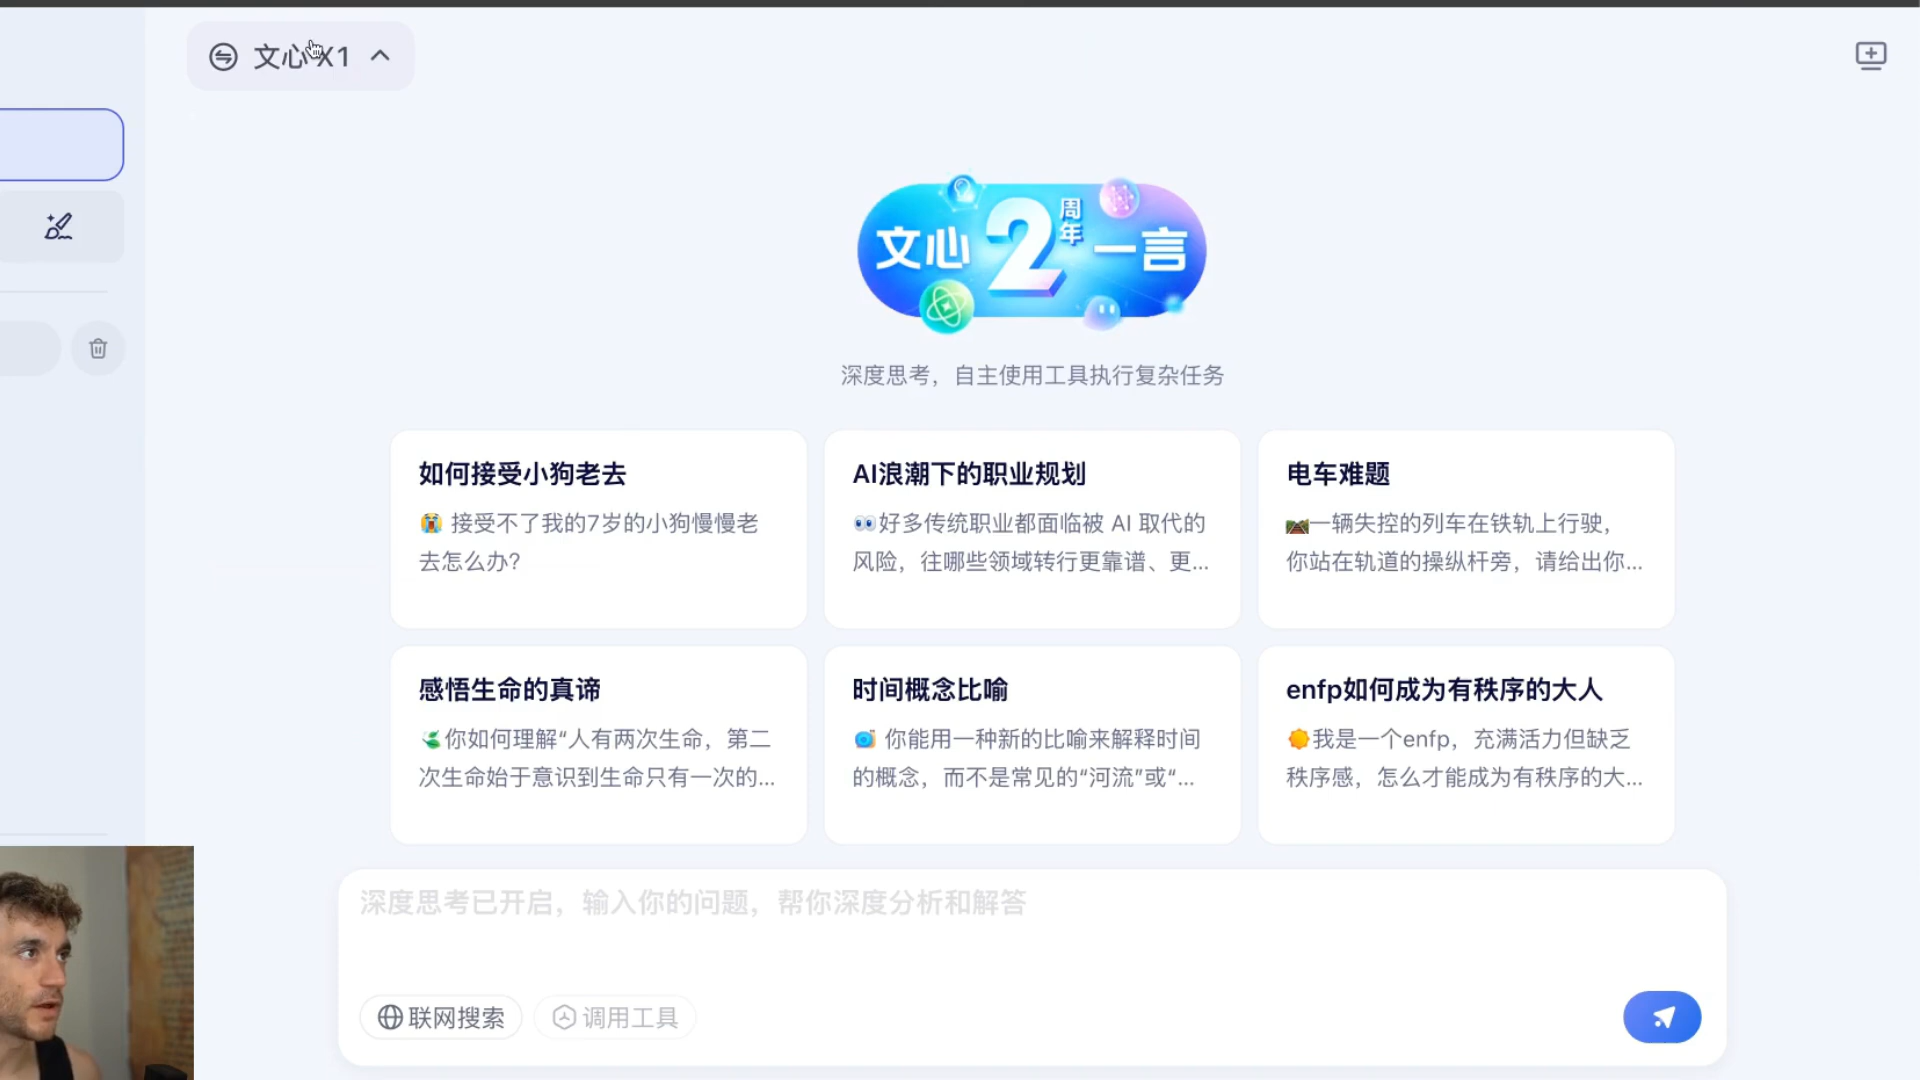 文心X1
文心2周年一言
深度思考，自主使用工具执行复杂任务
如何接受小狗老去
😭 接受不了我的7岁的小狗慢慢老
去怎么办？
AI浪潮下的职业规划
👀好多传统职业都面临被 AI 取代的
风险，往哪些领域转行更靠谱、更...
电车难题
🛤️一辆失控的列车在铁轨上行驶，
你站在轨道的操纵杆旁，请给出你...
感悟生命的真谛
🍃你如何理解“人有两次生命，第二
次生命始于意识到生命只有一次的...
时间概念比喻
🐌 你能用一种新的比喻来解释时间
的概念，而不是常见的“河流”或“...
enfp如何成为有秩序的大人
🌞我是一个enfp，充满活力但缺乏
秩序感，怎么才能成为有秩序的大...
深度思考已开启，输入你的问题，帮你深度分析和解答
联网搜索
调用工具